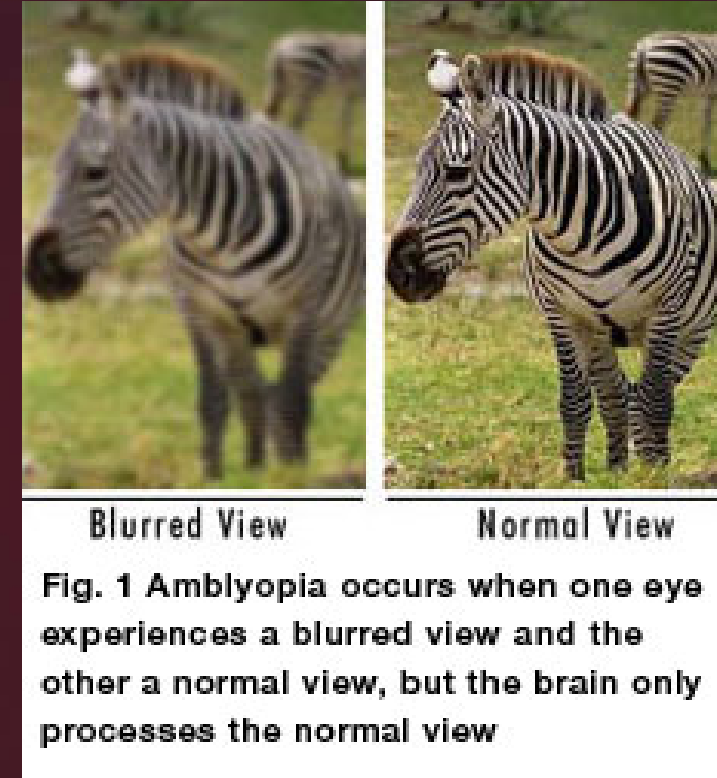 Blurred View
Normal View
Fig. 1 Amblyopia occurs when one eye
experiences a blurred view and the
other a normal view, but the brain only
processes the normal view